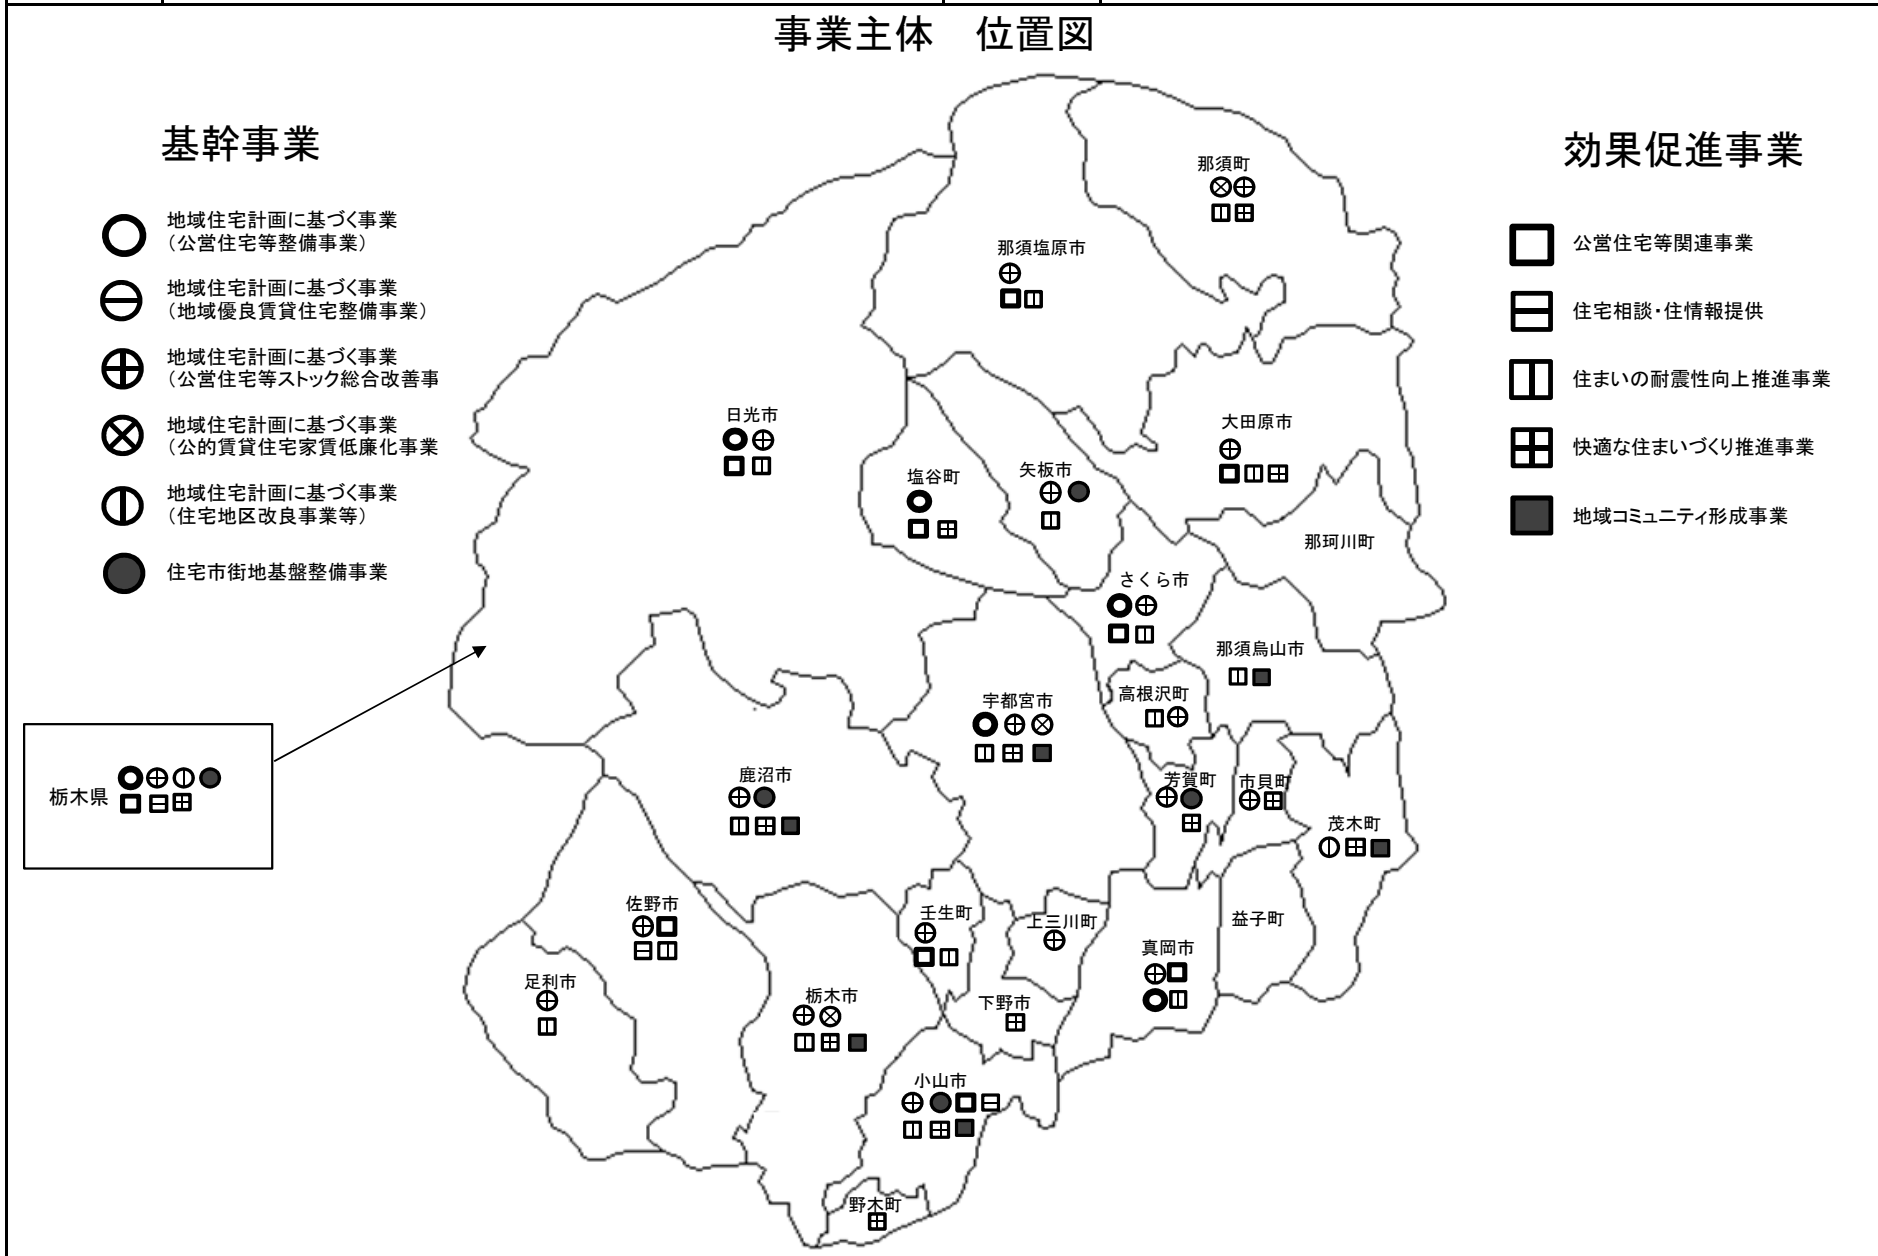 事業主体　位置図
基幹事業
地域住宅計画に基づく事業
（公営住宅等整備事業）
地域住宅計画に基づく事業
（地域優良賃貸住宅整備事業）
地域住宅計画に基づく事業
（公営住宅等ストック総合改善事
地域住宅計画に基づく事業
（公的賃貸住宅家賃低廉化事業
地域住宅計画に基づく事業
（住宅地区改良事業等）
住宅市街地基盤整備事業
効果促進事業
公営住宅等関連事業
住宅相談・住情報提供
住まいの耐震性向上推進事業
快適な住まいづくり推進事業
地域コミュニティ形成事業
那須町
那須塩原市
日光市
大田原市
塩谷町
矢板市
那珂川町
さくら市
那須烏山市
高根沢町
宇都宮市
鹿沼市
芳賀町
市貝町
茂木町
栃木県
佐野市
壬生町
上三川町
益子町
真岡市
足利市
栃木市
下野市
小山市
野木町